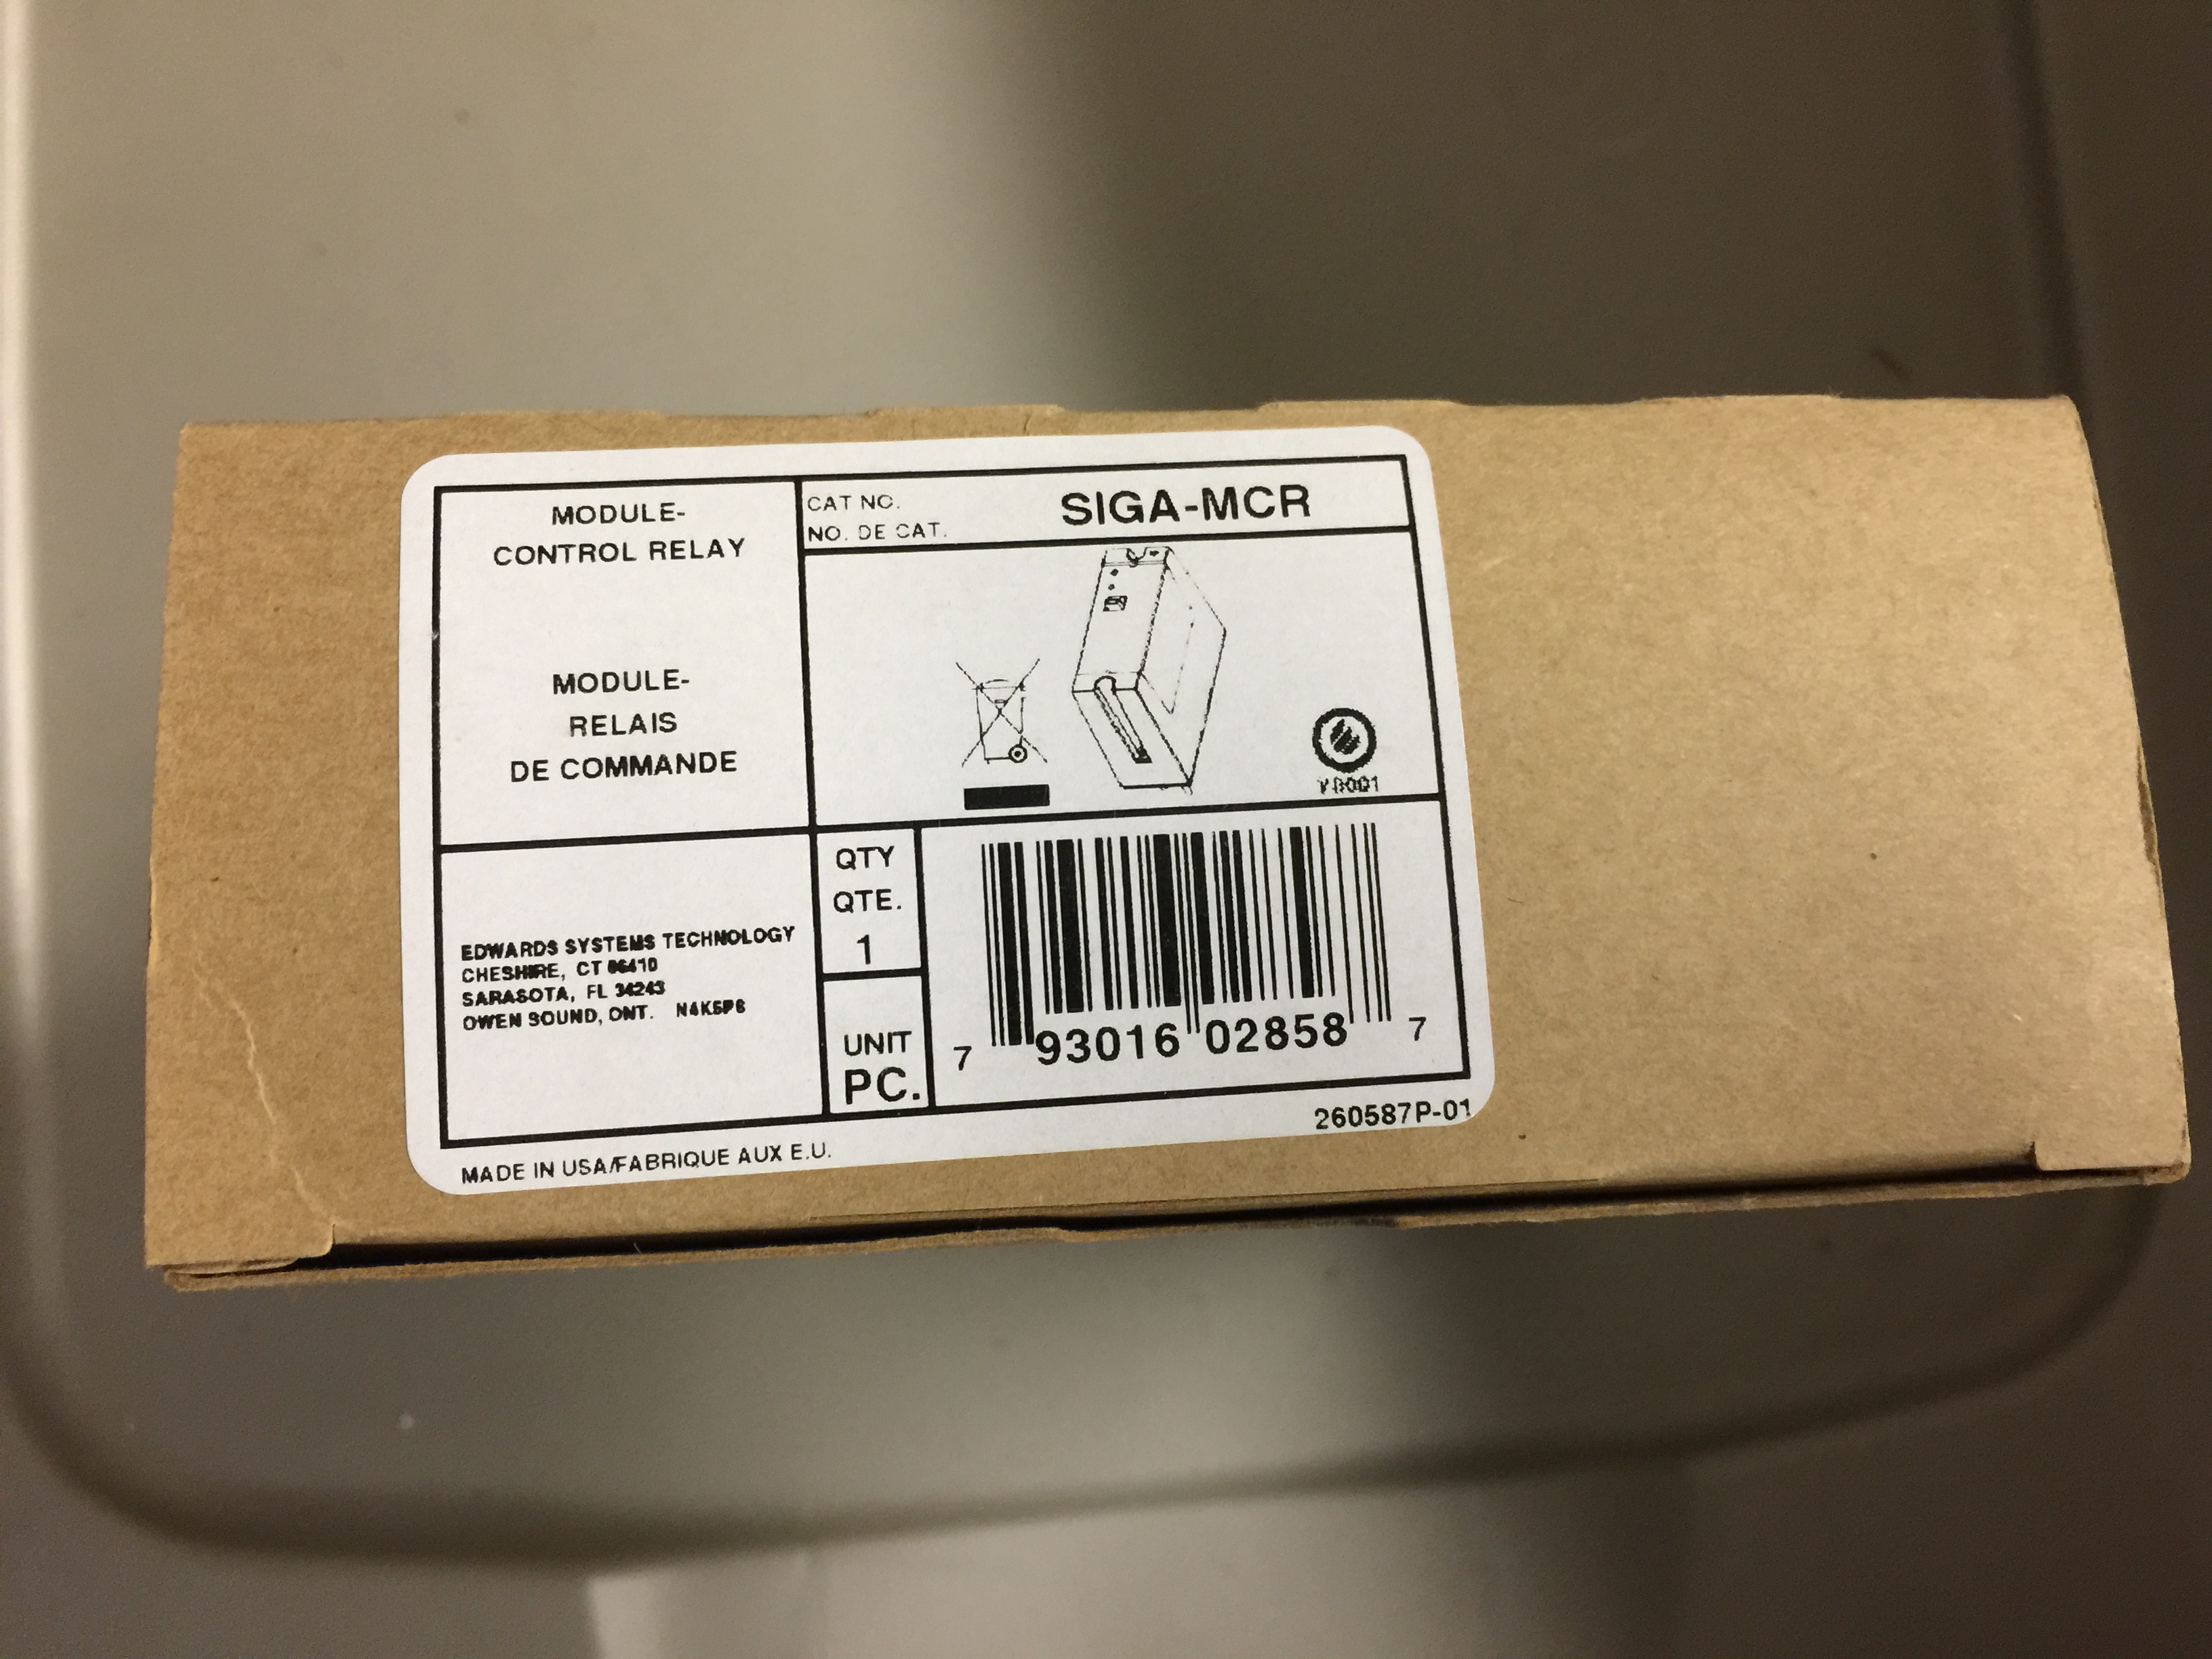 MODULE-
CONTROL RELAY
MODULE-
RELAIS
DE COMMANDE
CAT NO.
NO. DE CAT.
SIGA-MCR
EDWARDS SYSTEMS TECHNOLOGY
CHESHIRE, CT 06410
SARASOTA, FL 34243
OWEN SOUND, ONT. N4K5P6
QTY
QTE.
1
UNIT
PC.
7 93016 02858 7
MADE IN USA/FABRIQUE AUX E.U.
260587P-01